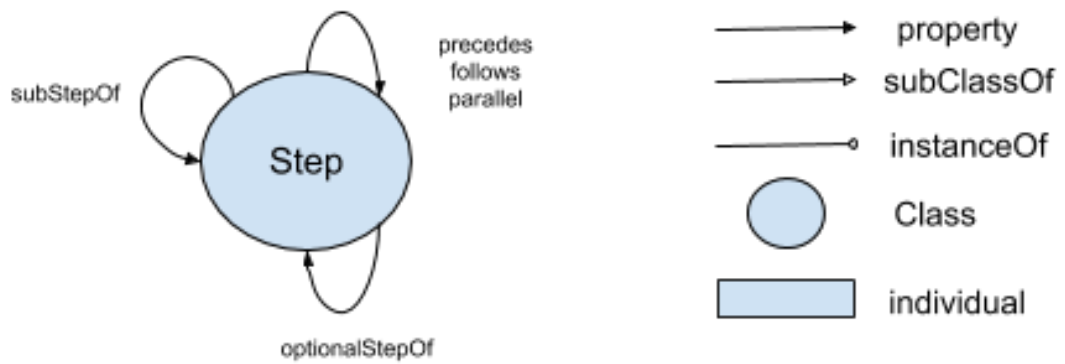 precedes
follows
parallel
subStepOf
Step
optionalStepOf
property
subClassOf
instanceOf
Class
individual